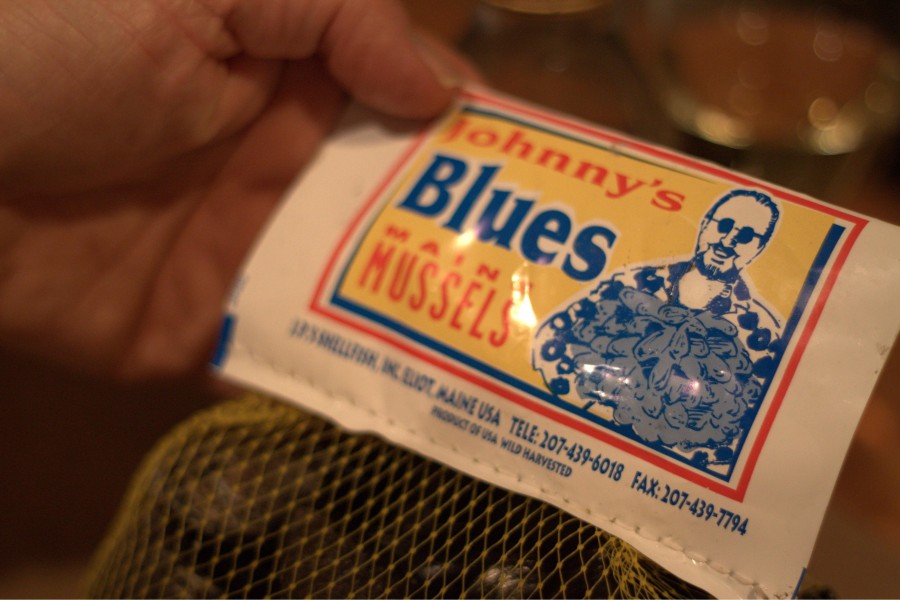 Johnny's
Blues
MUSSELS
J.P.'S SHELLFISH, INC. ELIOT, MAINE USA TELE: 207-439-6018 FAX: 207-439-7794
PRODUCT OF USA WILD HARVESTED